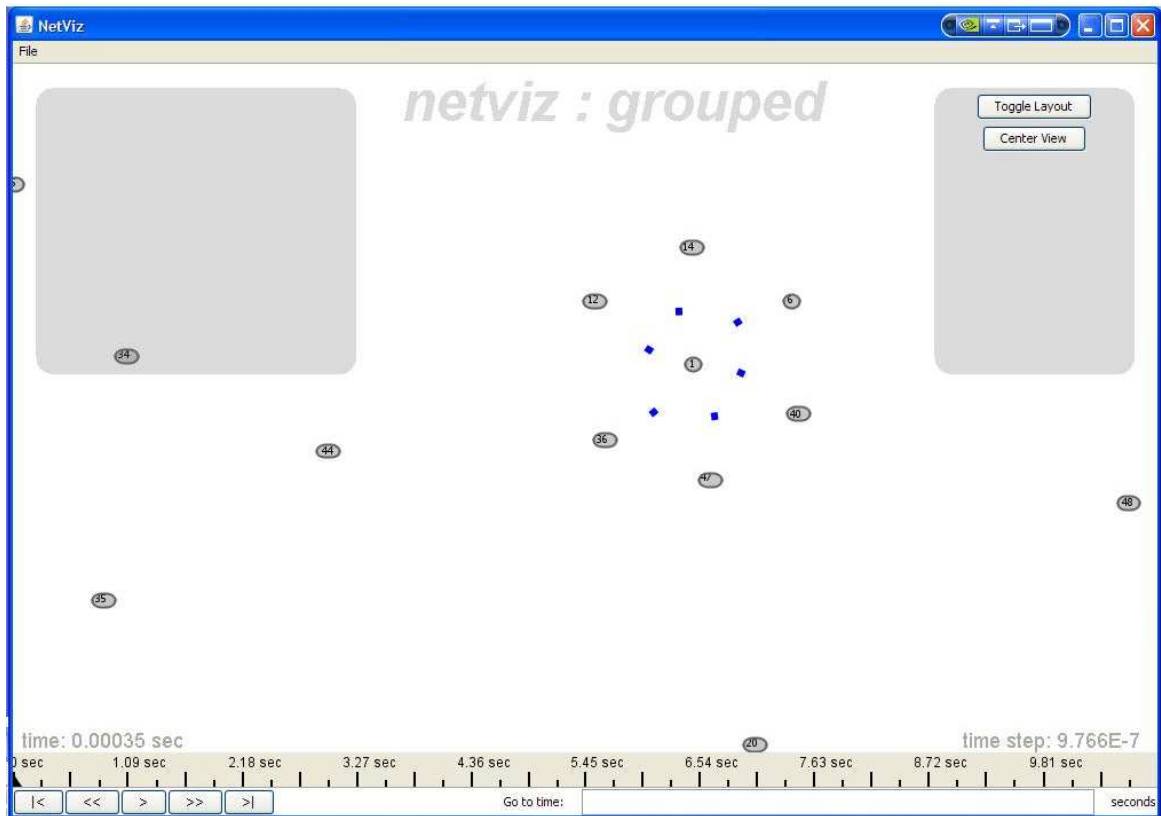 NetViz
File
netviz : grouped
Toggle Layout
Center View
14
12
6
34
1
40
36
44
47
48
35
20
time: 0.00035 sec
time step: 9.766E-7
sec 1.09 sec 2.18 sec 3.27 sec 4.36 sec 5.45 sec 6.54 sec 7.63 sec 8.72 sec 9.81 sec
|< << > >> >| Go to time: seconds